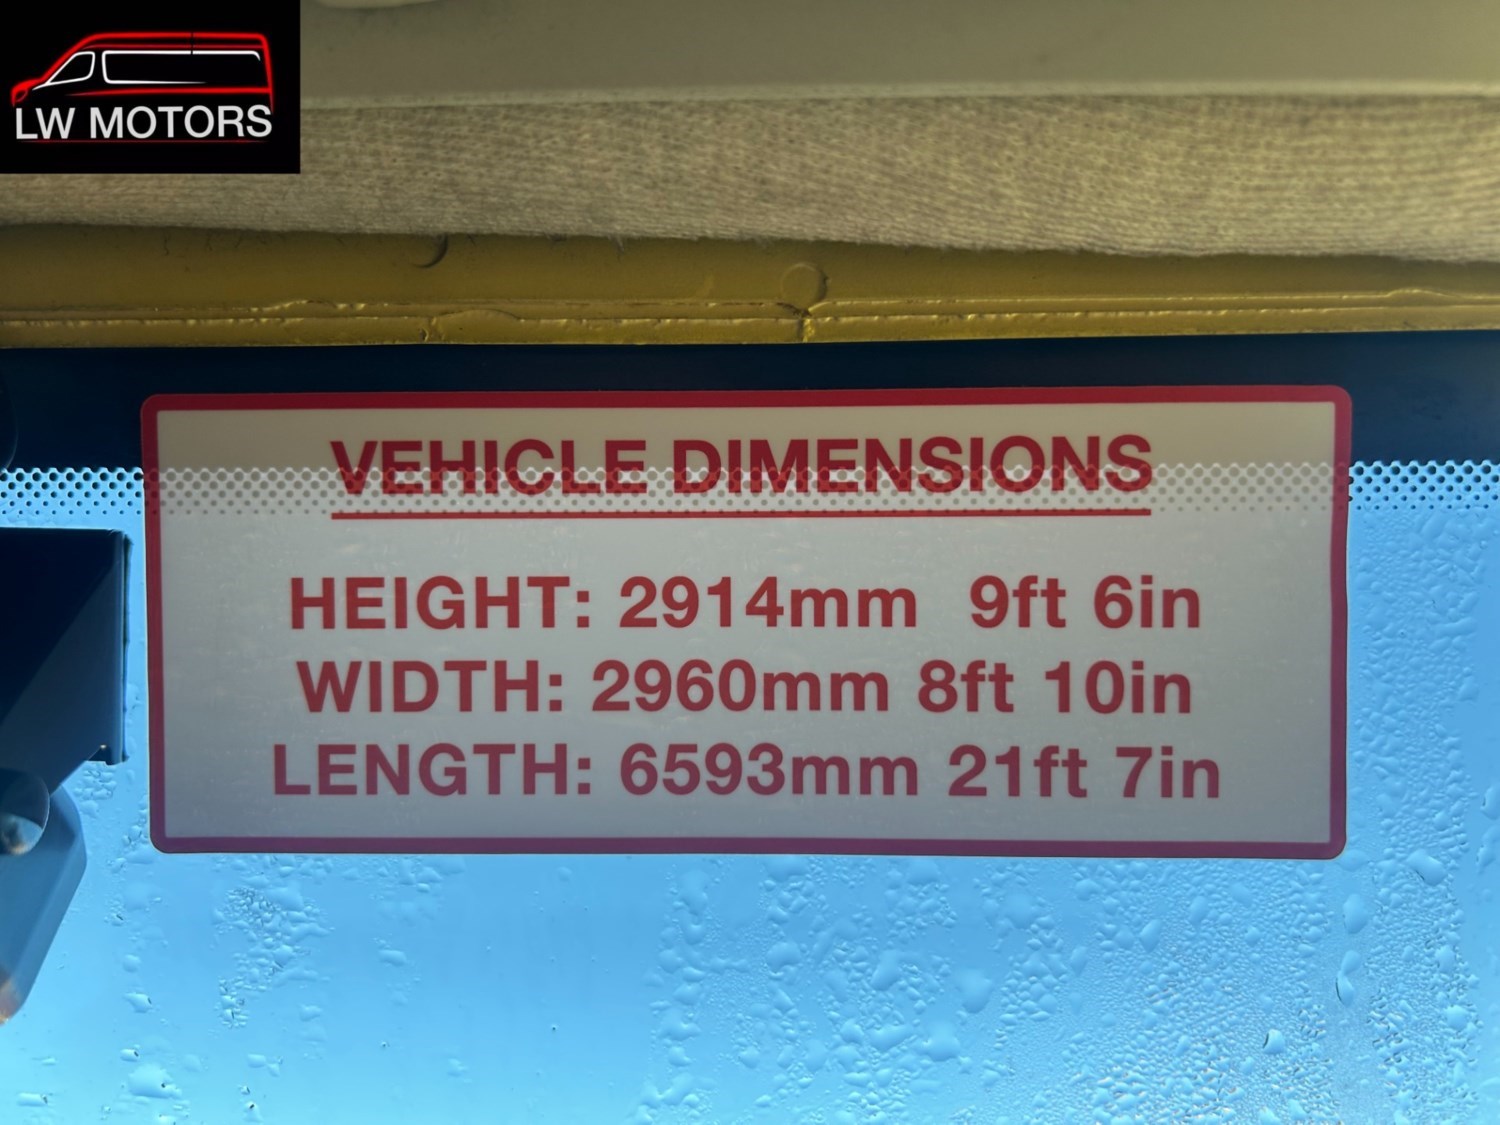 LW MOTORS
VEHICLE DIMENSIONS
HEIGHT: 2914mm 9ft 6in
WIDTH: 2960mm 8ft 10in
LENGTH: 6593mm 21ft 7in